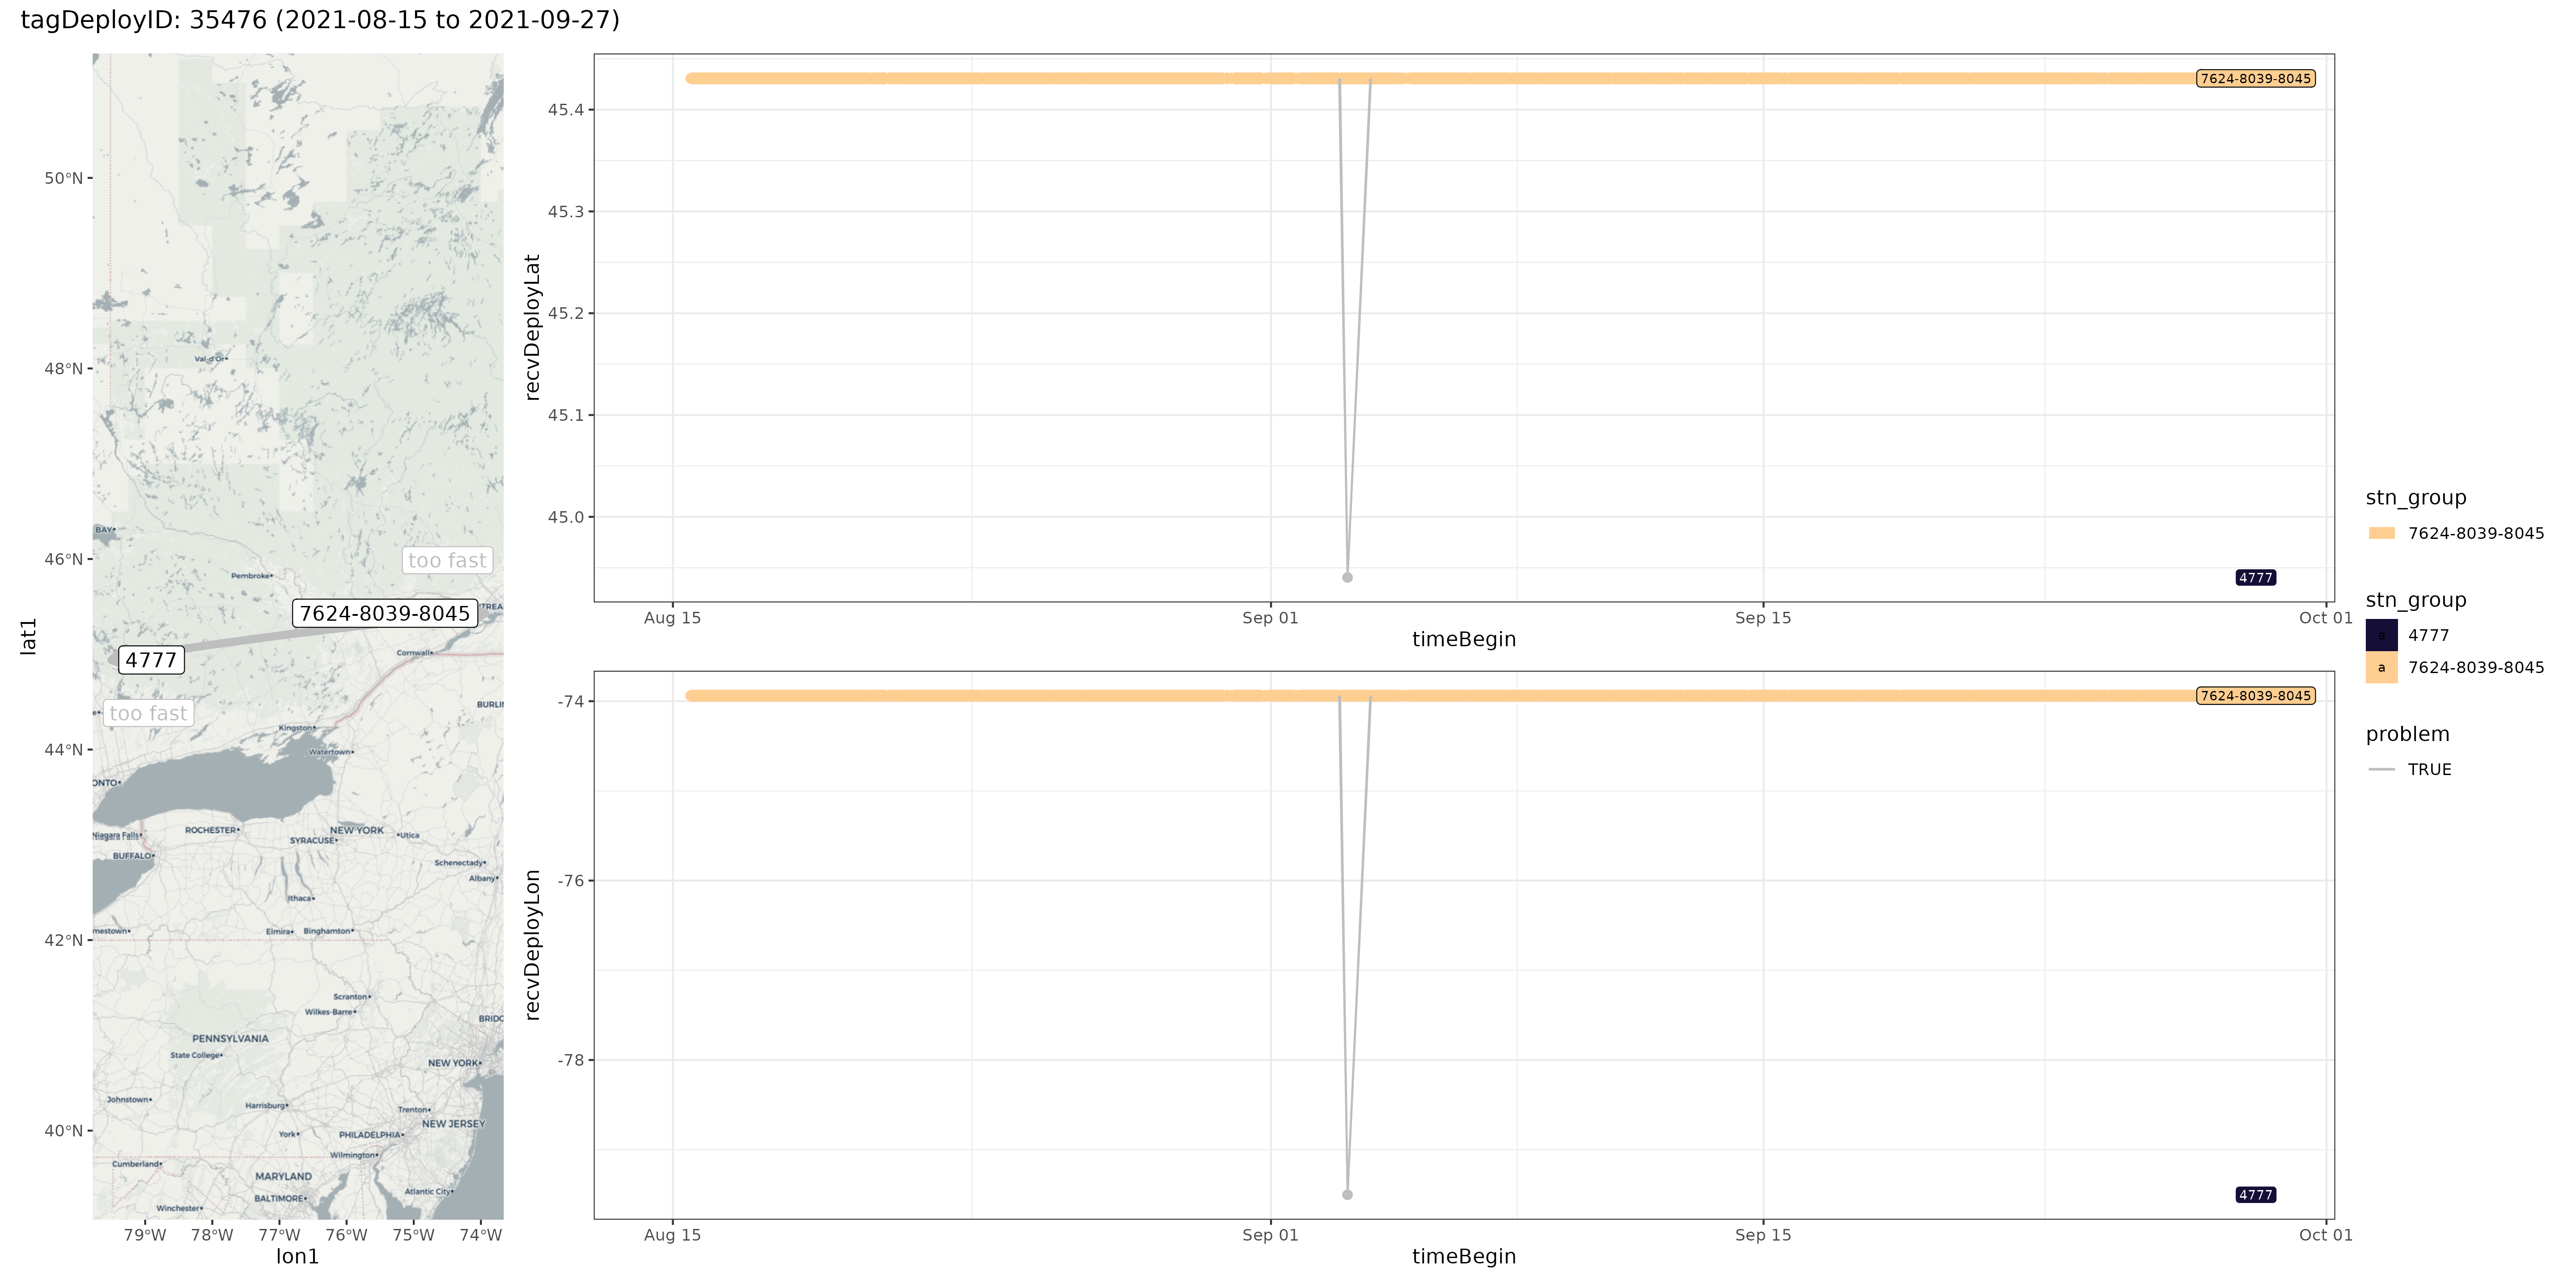 tagDeployID: 35476 (2021-08-15 to 2021-09-27)
lat1
50°N
48°N
46°N
44°N
42°N
40°N
79°W
78°W
77°W
76°W
75°W
74°W
lon1
Val-d'Or
BAY
too fast
Pembroke
7624-8039-8045
TREA
4777
Cornwall
too fast
BURLI
Kingston
Watertown
ONTO
Niagara Falls
ROCHESTER
NEW YORK
Utica
SYRACUSE
BUFFALO
Schenectady
Albany
Ithaca
mestown
Elmira
Binghamton
Scranton
Wilkes-Barre
BRIDG
PENNSYLVANIA
State College
NEW YORK
Johnstown
Harrisburg
Trenton
NEW JERSEY
York
PHILADELPHIA
Wilmington
Cumberland
MARYLAND
BALTIMORE
Atlantic City
Winchester
recvDeployLat
45.4
45.3
45.2
45.1
45.0
7624-8039-8045
4777
Aug 15
Sep 01
Sep 15
Oct 01
timeBegin
recvDeployLon
-74
-76
-78
7624-8039-8045
4777
Aug 15
Sep 01
Sep 15
Oct 01
timeBegin
stn_group
7624-8039-8045
stn_group
a 4777
a 7624-8039-8045
problem
TRUE